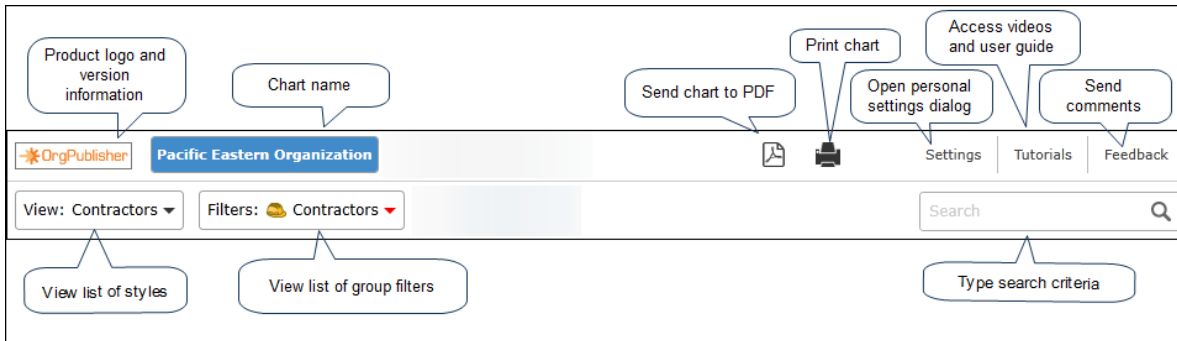 Product logo and
version
information
Chart name
Send chart to PDF
Print chart
Open personal
settings dialog
Access videos
and user guide
Send
comments
OrgPublisher
Pacific Eastern Organization
Settings
Tutorials
Feedback
View: Contractors
Filters: Contractors
Search
View list of styles
View list of group filters
Type search criteria